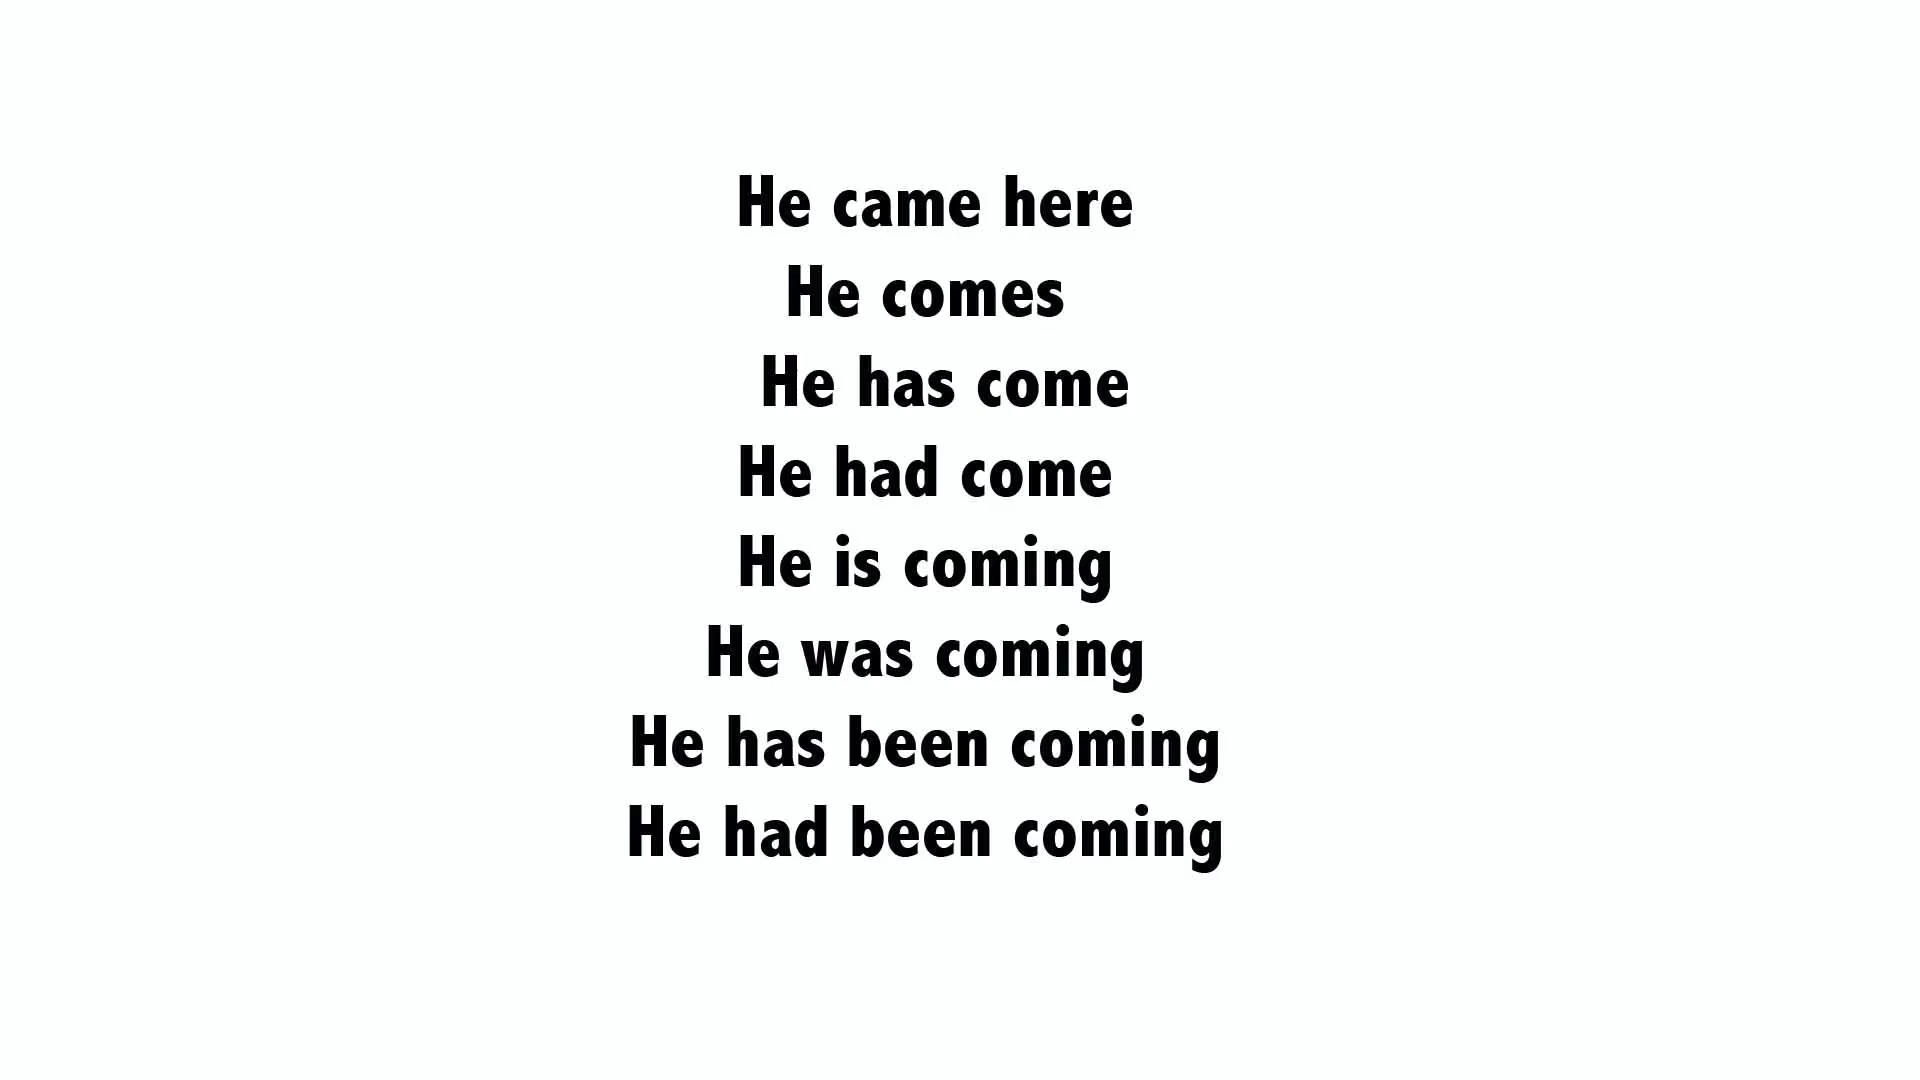 He came here
He comes
He has come
He had come
He is coming
He was coming
He has been coming
He had been coming